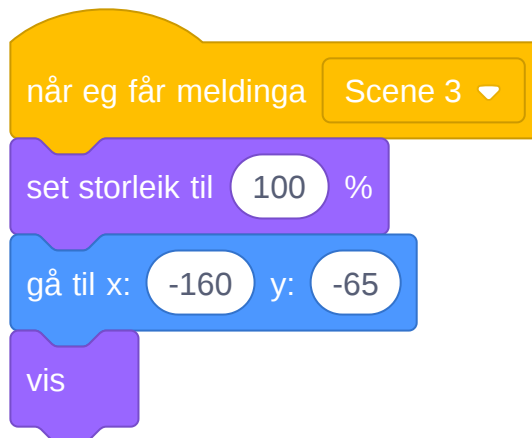 når eg får meldinga Scene 3
set storleik til 100 %
gå til x: -160 y: -65
vis